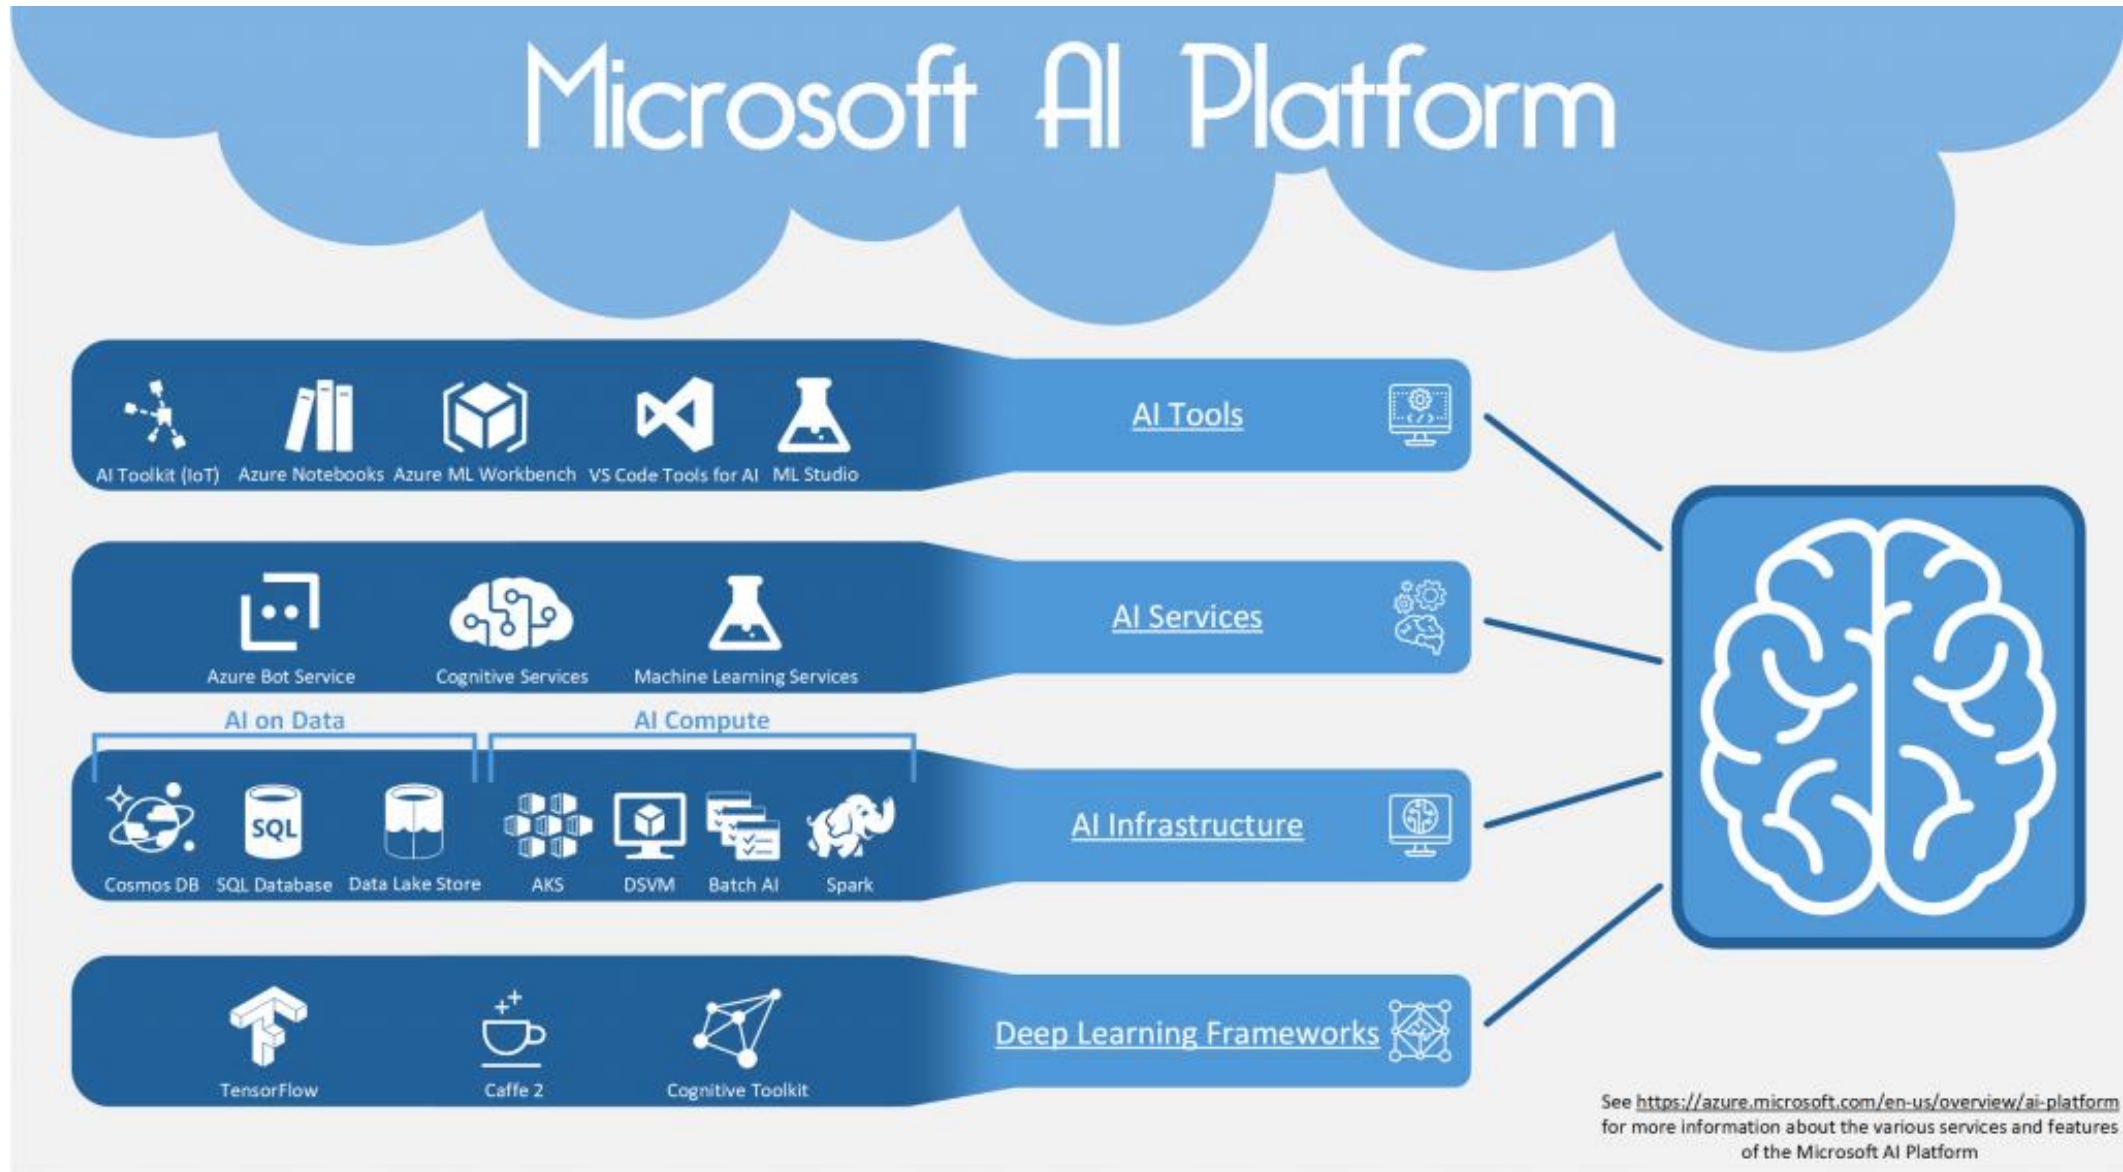 Microsoft AI Platform
AI Toolkit (IoT) Azure Notebooks Azure ML Workbench VS Code Tools for AI ML Studio
AI Tools
Azure Bot Service Cognitive Services Machine Learning Services
AI Services
AI on Data AI Compute
SQL
Cosmos DB SQL Database Data Lake Store AKS DSVM Batch AI Spark
AI Infrastructure
TensorFlow Caffe 2 Cognitive Toolkit
Deep Learning Frameworks
See https://azure.microsoft.com/en-us/overview/ai-platform
for more information about the various services and features
of the Microsoft AI Platform